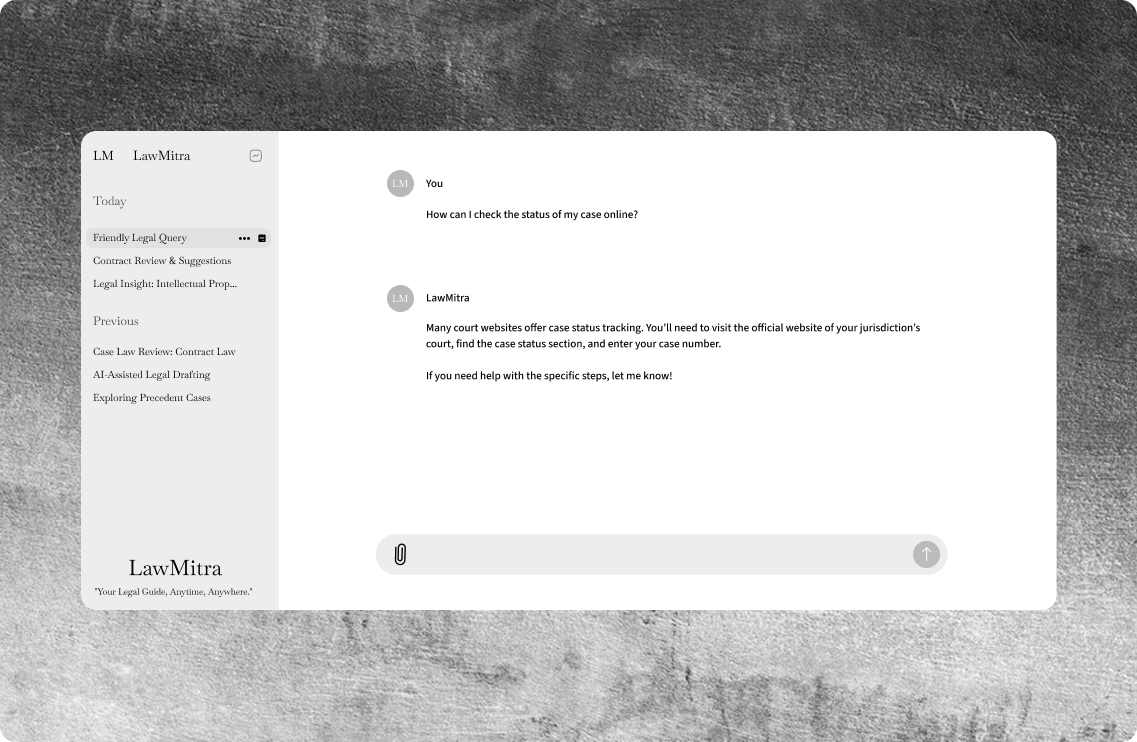 LM LawMitra
Today
Friendly Legal Query
Contract Review & Suggestions
Legal Insight: Intellectual Prop...
Previous
Case Law Review: Contract Law
AI-Assisted Legal Drafting
Exploring Precedent Cases
LawMitra
"Your Legal Guide, Anytime, Anywhere."
LM You
How can I check the status of my case online?
LM LawMitra
Many court websites offer case status tracking. You'll need to visit the official website of your jurisdiction's
court, find the case status section, and enter your case number.
If you need help with the specific steps, let me know!